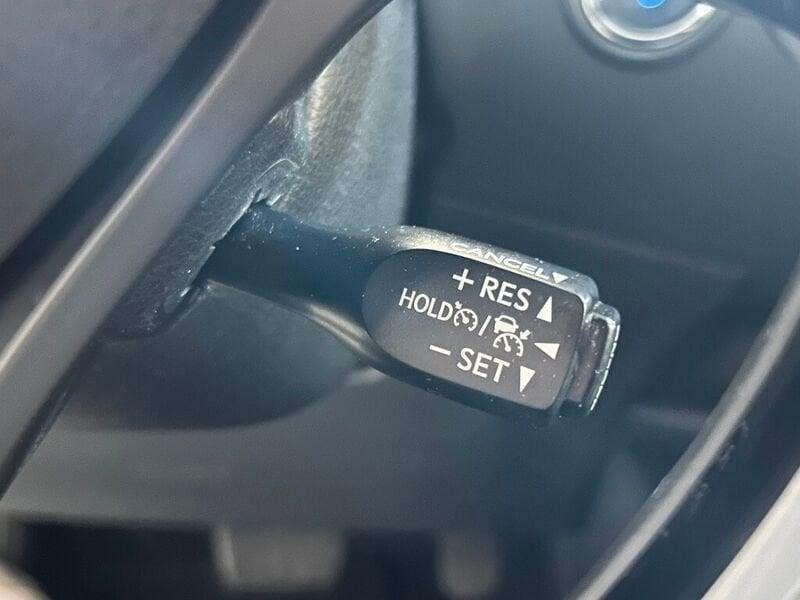 CANCEL▼
+ RES ▲
HOLD / ◀
− SET ▼